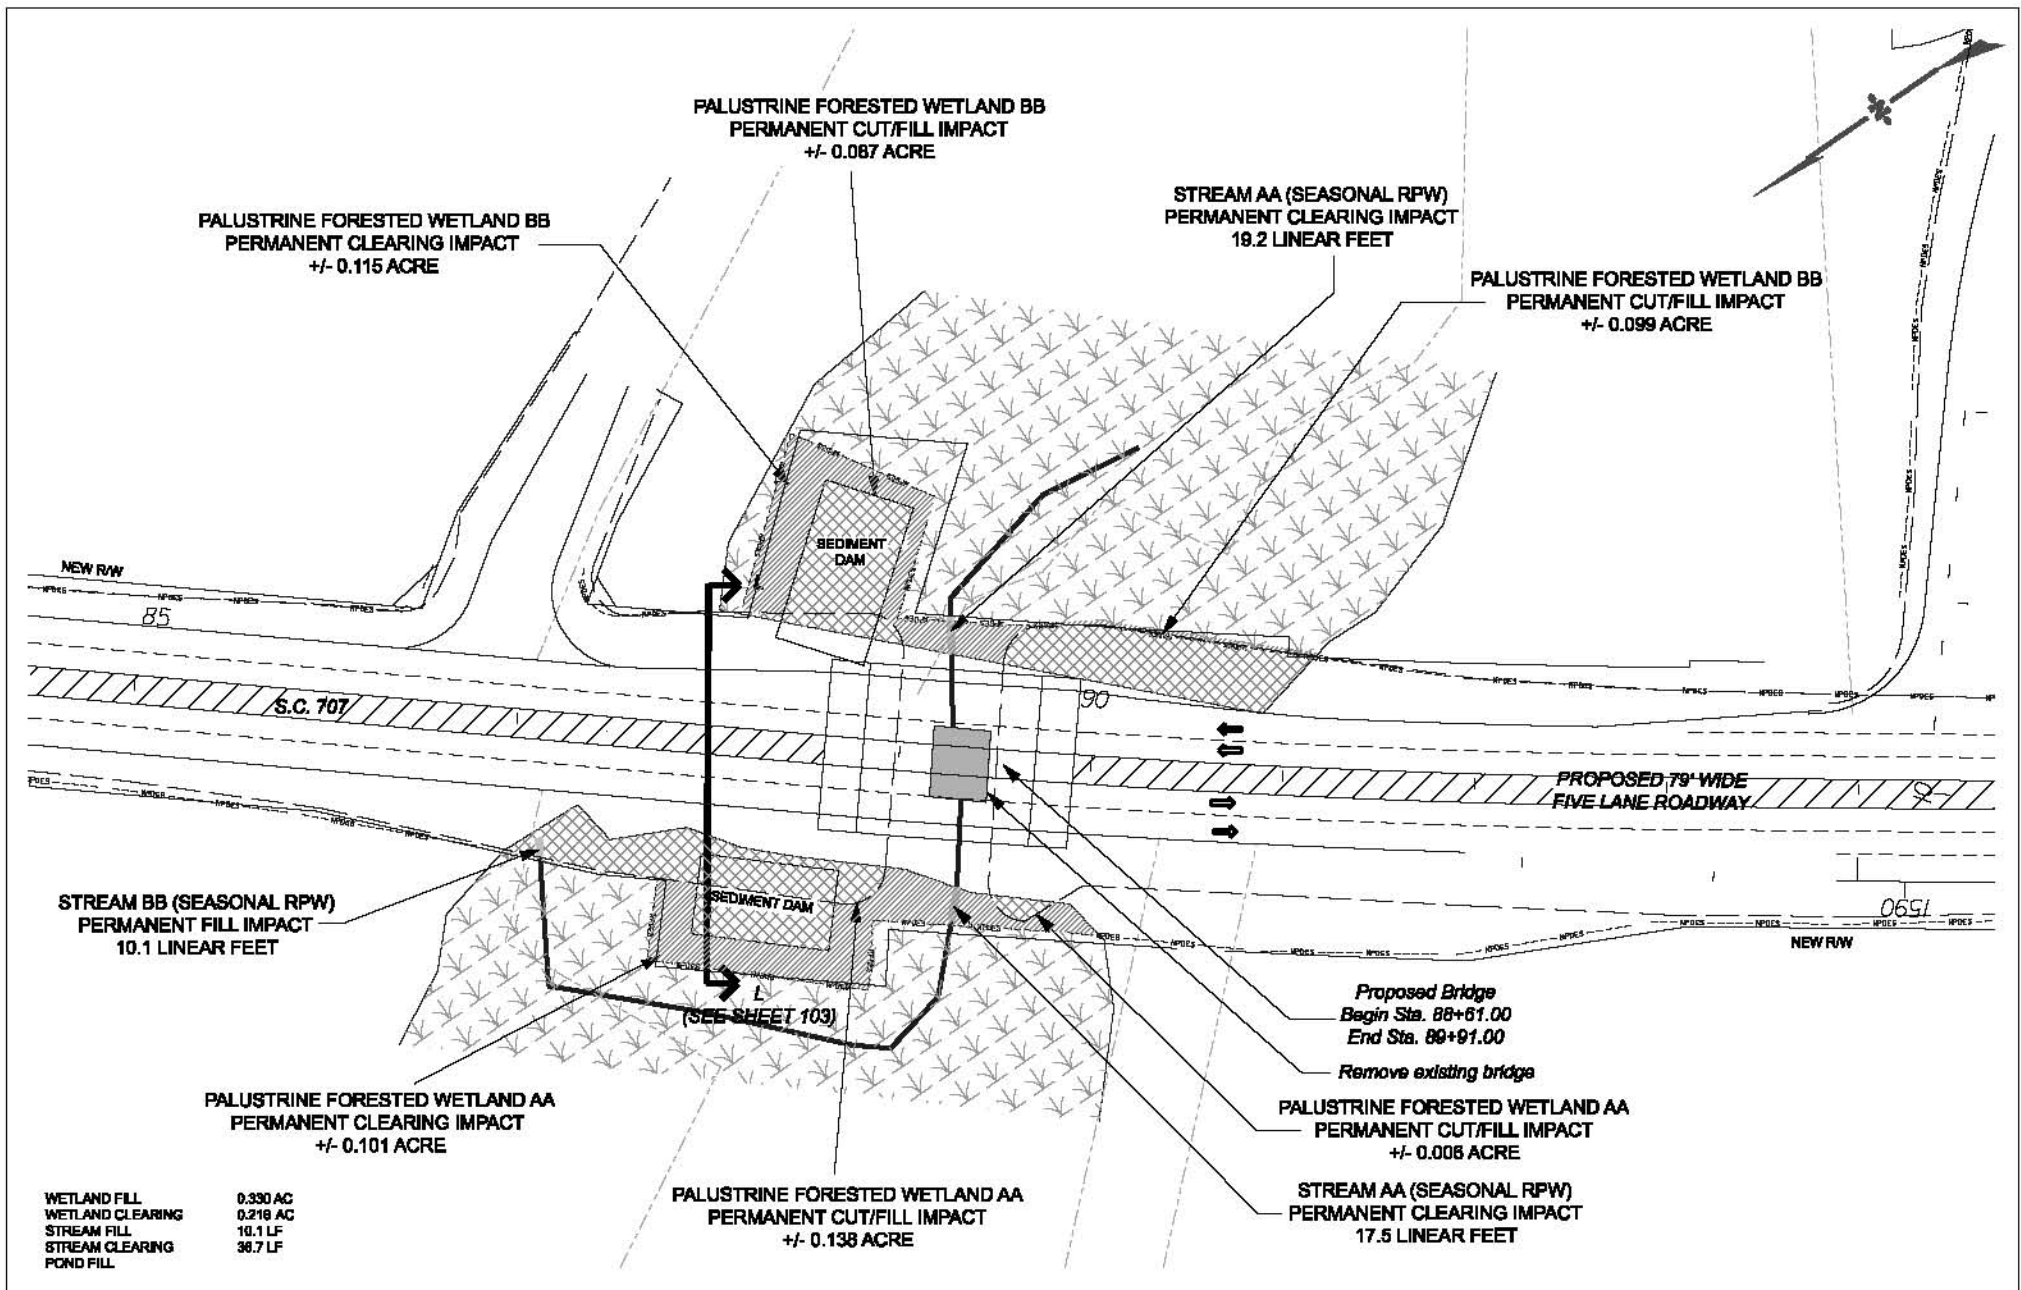 PALUSTRINE FORESTED WETLAND BB
PERMANENT CUT/FILL IMPACT
+/- 0.087 ACRE
PALUSTRINE FORESTED WETLAND BB
PERMANENT CLEARING IMPACT
+/- 0.115 ACRE
STREAM AA (SEASONAL RPW)
PERMANENT CLEARING IMPACT
19.2 LINEAR FEET
PALUSTRINE FORESTED WETLAND BB
PERMANENT CUT/FILL IMPACT
+/- 0.099 ACRE
SEDIMENT
DAM
NEW R/W
85
S.C. 707
90
PROPOSED 79' WIDE
FIVE LANE ROADWAY
10
SEDIMENT DAM
STREAM BB (SEASONAL RPW)
PERMANENT FILL IMPACT
10.1 LINEAR FEET
1590
NEW R/W
L
(SEE SHEET 103)
Proposed Bridge
Begin Sta. 88+61.00
End Sta. 89+91.00
Remove existing bridge
PALUSTRINE FORESTED WETLAND AA
PERMANENT CLEARING IMPACT
+/- 0.101 ACRE
PALUSTRINE FORESTED WETLAND AA
PERMANENT CUT/FILL IMPACT
+/- 0.006 ACRE
PALUSTRINE FORESTED WETLAND AA
PERMANENT CUT/FILL IMPACT
+/- 0.138 ACRE
STREAM AA (SEASONAL RPW)
PERMANENT CLEARING IMPACT
17.5 LINEAR FEET
WETLAND FILL 0.330 AC
WETLAND CLEARING 0.216 AC
STREAM FILL 10.1 LF
STREAM CLEARING 36.7 LF
POND FILL
NPDES